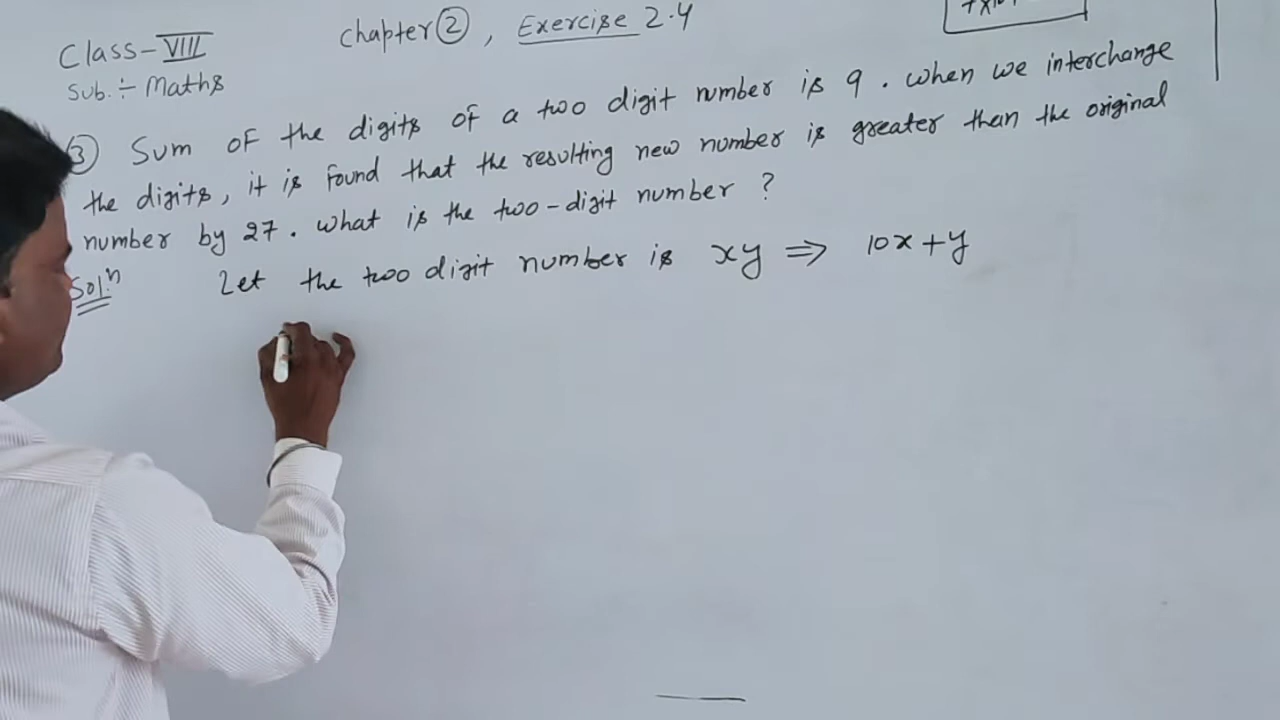 Class-VIII
chapter ②, Exercise 2.4
Sub.÷ Maths
③ Sum of the digits of a two digit number is 9. when we interchange
the digits, it is found that the resulting new number is greater than the original
number by 27. what is the two-digit number ?
Sol.ⁿ Let the two digit number is xy ⇒ 10x+y